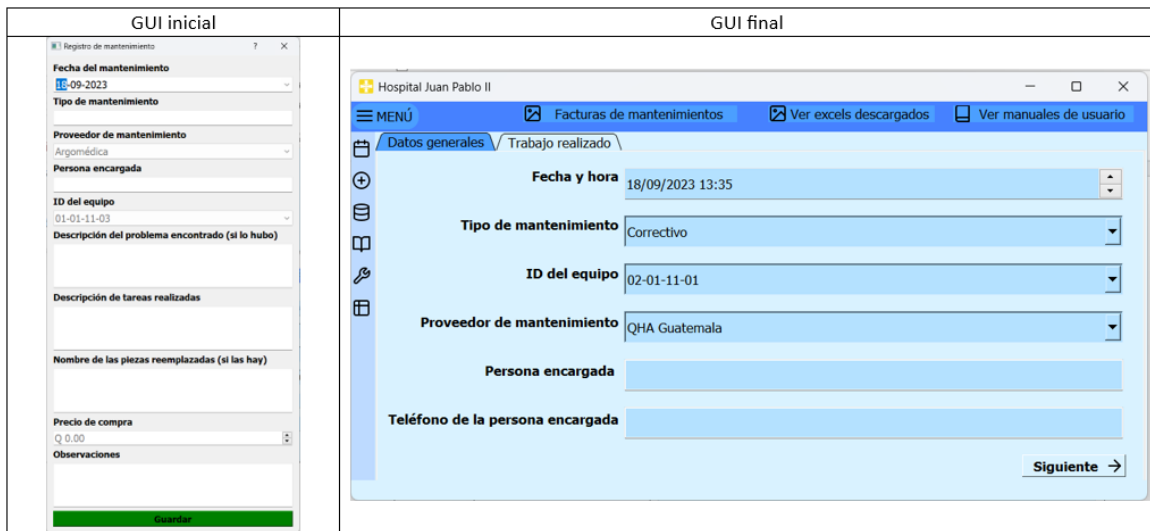 GUI inicial
GUI final
Registro de mantenimiento ? ×
Fecha del mantenimiento
18-09-2023
Tipo de mantenimiento
Proveedor de mantenimiento
Argomédica
Persona encargada
ID del equipo
01-01-11-03
Descripción del problema encontrado (si lo hubo)
Descripción de tareas realizadas
Nombre de las piezas reemplazadas (si las hay)
Precio de compra
Q 0.00
Observaciones
Guardar
Hospital Juan Pablo II
MENÚ Facturas de mantenimientos Ver excels descargados Ver manuales de usuario
Datos generales Trabajo realizado
Fecha y hora 18/09/2023 13:35
Tipo de mantenimiento Correctivo
ID del equipo 02-01-11-01
Proveedor de mantenimiento QHA Guatemala
Persona encargada
Teléfono de la persona encargada
Siguiente →